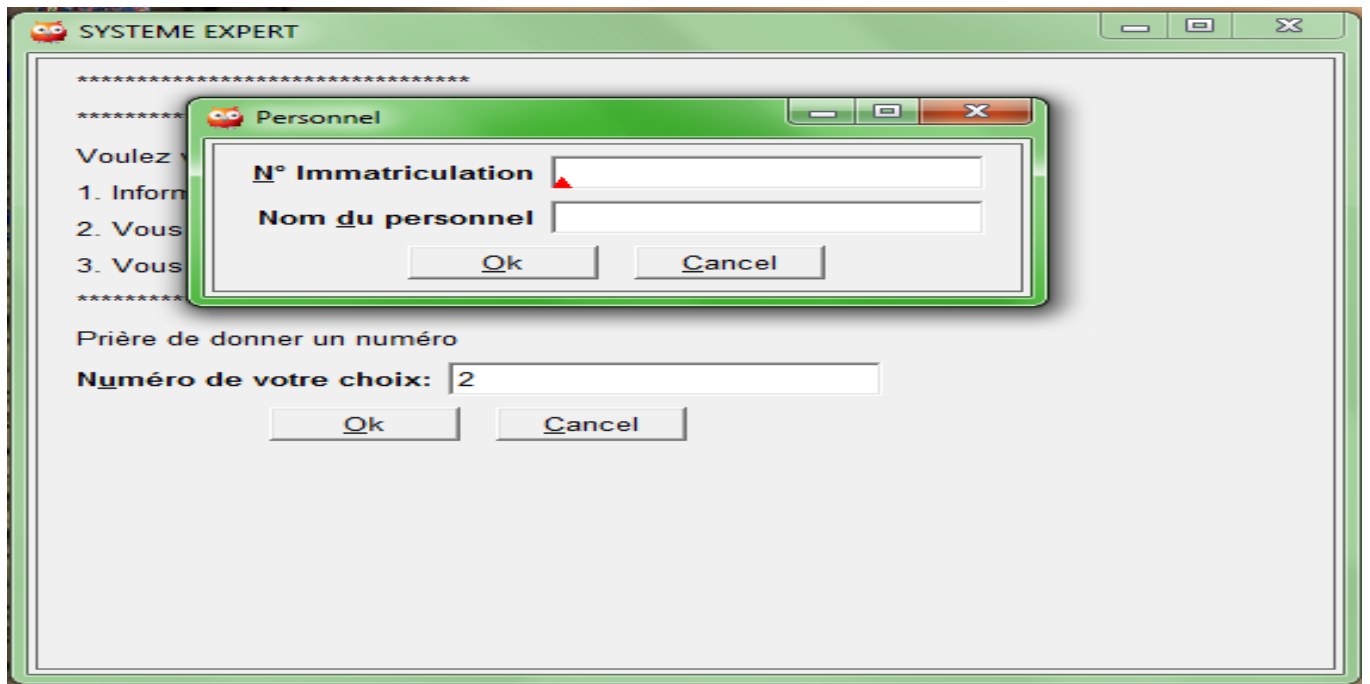 SYSTEME EXPERT
*********************************
*********
Personnel
Voulez
N° Immatriculation
1. Inform
Nom du personnel
2. Vous
Ok Cancel
3. Vous
*********
Prière de donner un numéro
Numéro de votre choix: 2
Ok Cancel